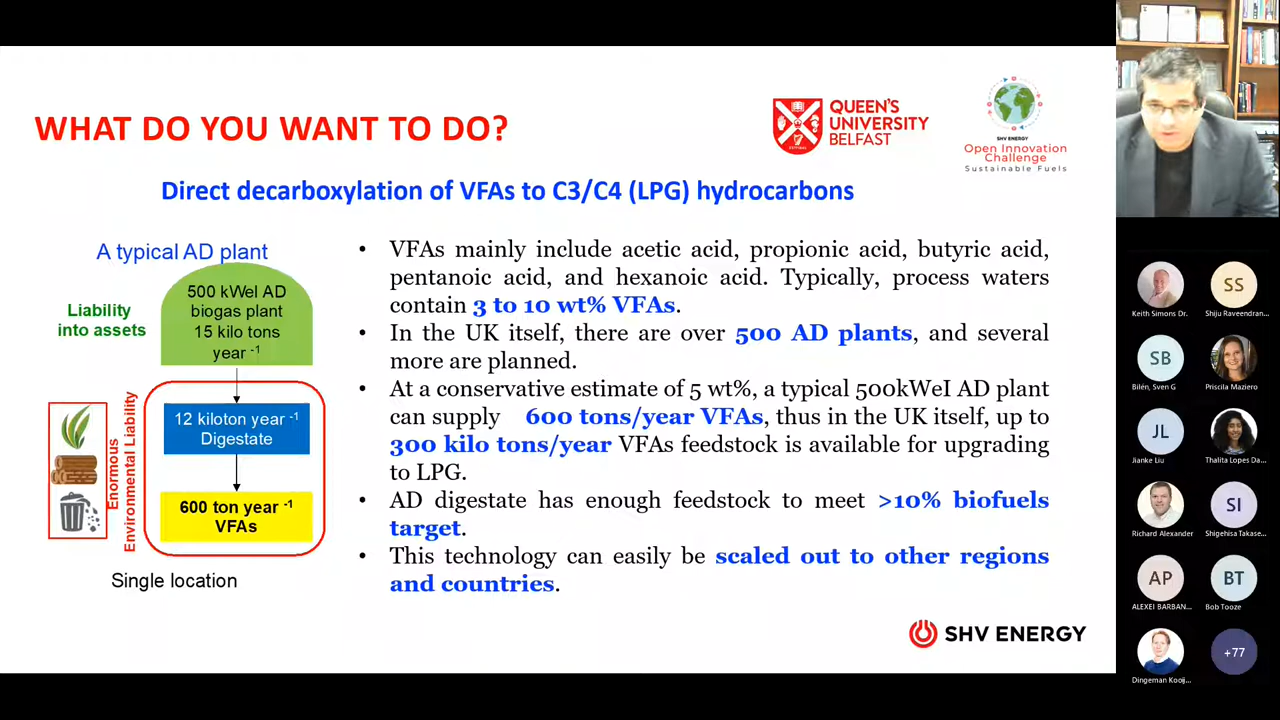 WHAT DO YOU WANT TO DO?
QUEEN'S
UNIVERSITY
BELFAST
SHV ENERGY
Open Innovation
Challenge
Sustainable Fuels
Direct decarboxylation of VFAs to C3/C4 (LPG) hydrocarbons
A typical AD plant
Liability
into assets
500 kWel AD
biogas plant
15 kilo tons
year -1
12 kiloton year -1
Digestate
600 ton year -1
VFAs
Enormous
Environmental Liability
Single location
• VFAs mainly include acetic acid, propionic acid, butyric acid,
pentanoic acid, and hexanoic acid. Typically, process waters
contain 3 to 10 wt% VFAs.
• In the UK itself, there are over 500 AD plants, and several
more are planned.
• At a conservative estimate of 5 wt%, a typical 500kWeI AD plant
can supply 600 tons/year VFAs, thus in the UK itself, up to
300 kilo tons/year VFAs feedstock is available for upgrading
to LPG.
• AD digestate has enough feedstock to meet >10% biofuels
target.
• This technology can easily be scaled out to other regions
and countries.
SHV ENERGY
Keith Simons Dr.
SS
Shiju Raveendran...
SB
Bilén, Sven G
Priscila Maziero
JL
Jianke Liu
Thalita Lopes Da...
Richard Alexander
SI
Shigehisa Takase...
AP
ALEXEI BARBAN...
BT
Bob Tooze
Dingeman Kooij...
+77